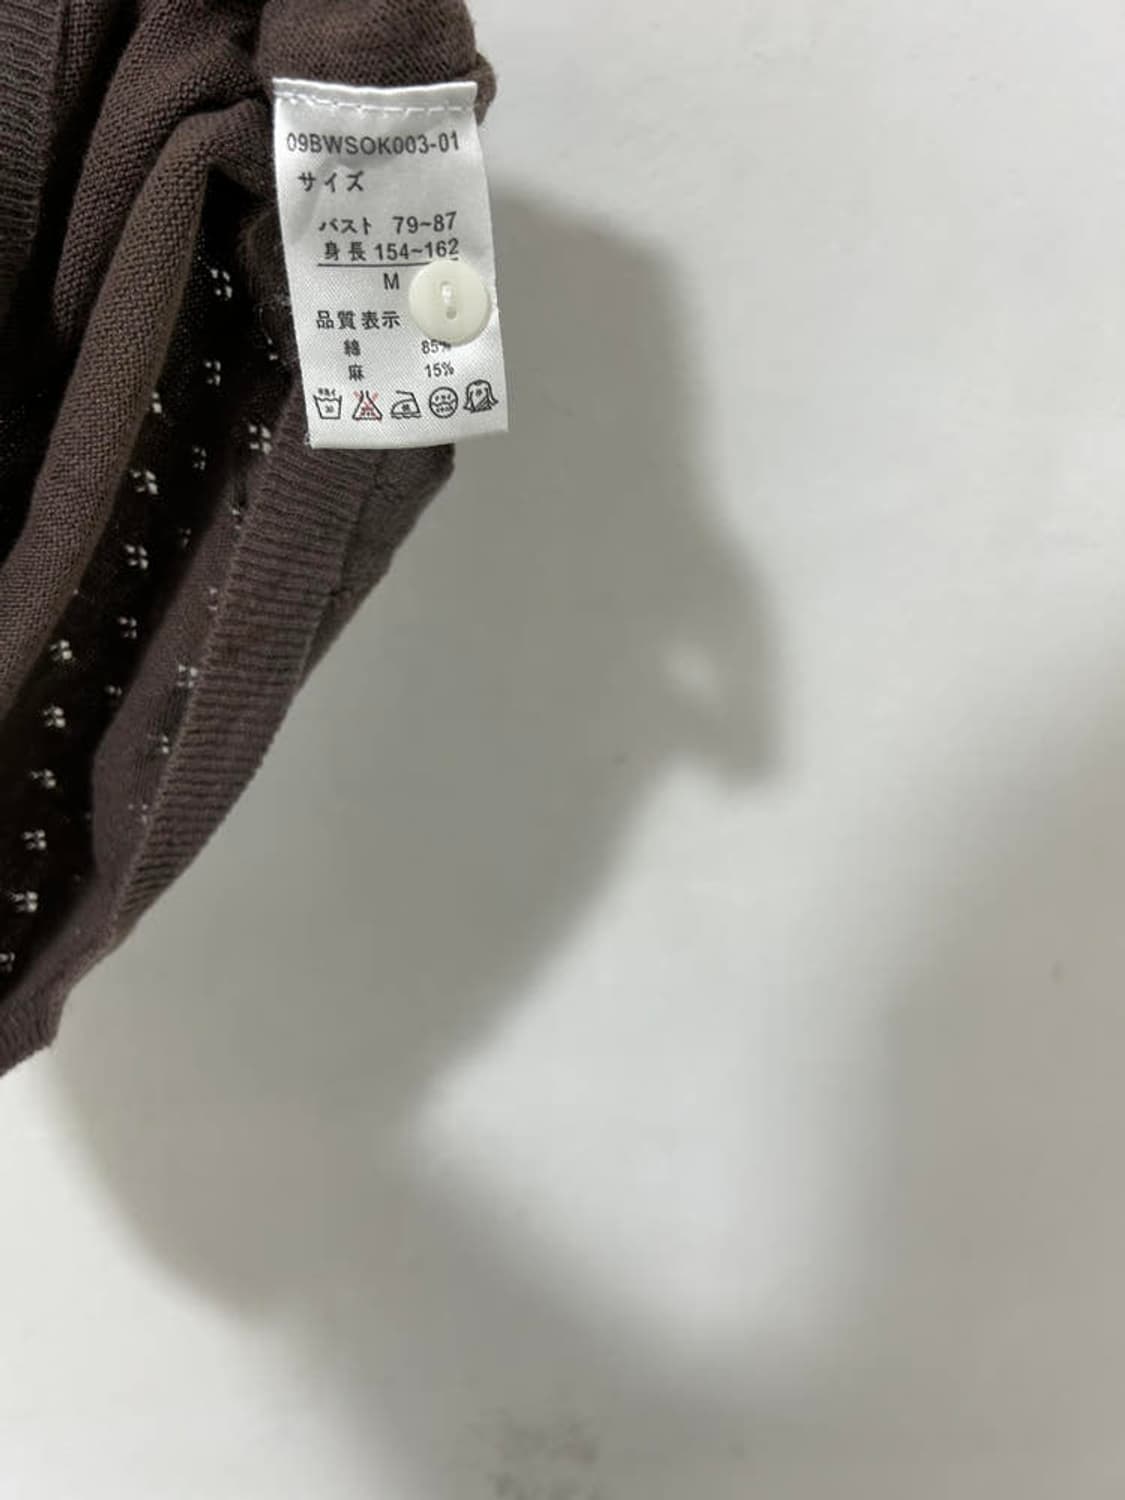 09BWSOK003-01
サイズ
バスト 79~87
身長 154~162
M
品質表示
綿 85%
麻 15%
30